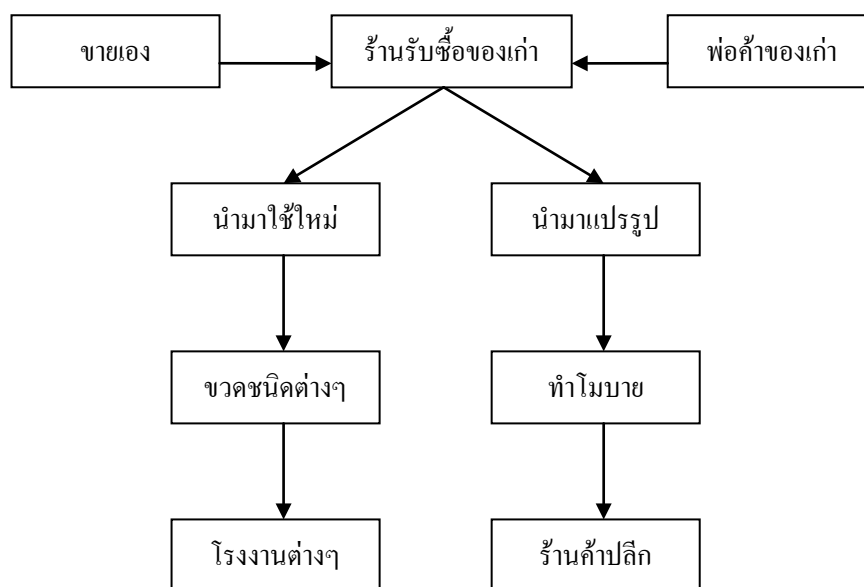 ขายเอง
ร้านรับซื้อของเก่า
พ่อค้าของเก่า
นำมาใช้ใหม่
นำมาแปรรูป
ขวดชนิดต่างๆ
ทำโมบาย
โรงงานต่างๆ
ร้านค้าปลีก